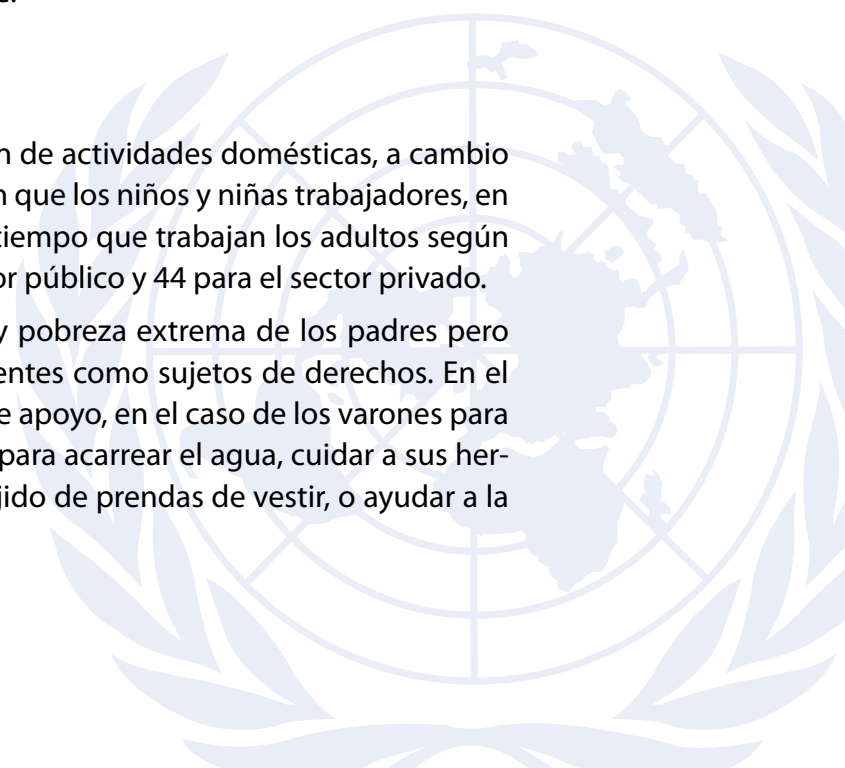 n de actividades domésticas, a cambio
n que los niños y niñas trabajadores, en
tiempo que trabajan los adultos según
or público y 44 para el sector privado.
y pobreza extrema de los padres pero
entes como sujetos de derechos. En el
e apoyo, en el caso de los varones para
para acarrear el agua, cuidar a sus her-
jido de prendas de vestir, o ayudar a la